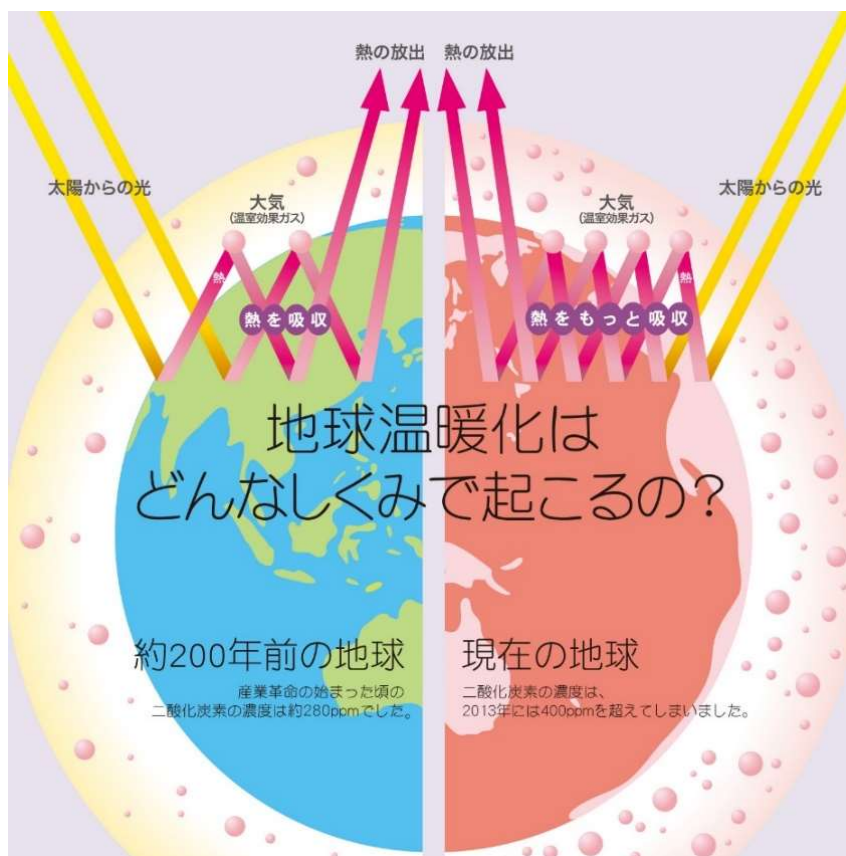 熱の放出
熱の放出
太陽からの光
大気
(温室効果ガス)
熱
熱を吸収
大気
(温室効果ガス)
太陽からの光
熱
熱をもっと吸収
地球温暖化は
どんなしくみで起こるの？
約200年前の地球
産業革命の始まった頃の
二酸化炭素の濃度は約280ppmでした。
現在の地球
二酸化炭素の濃度は、
2013年には400ppmを超えてしまいました。